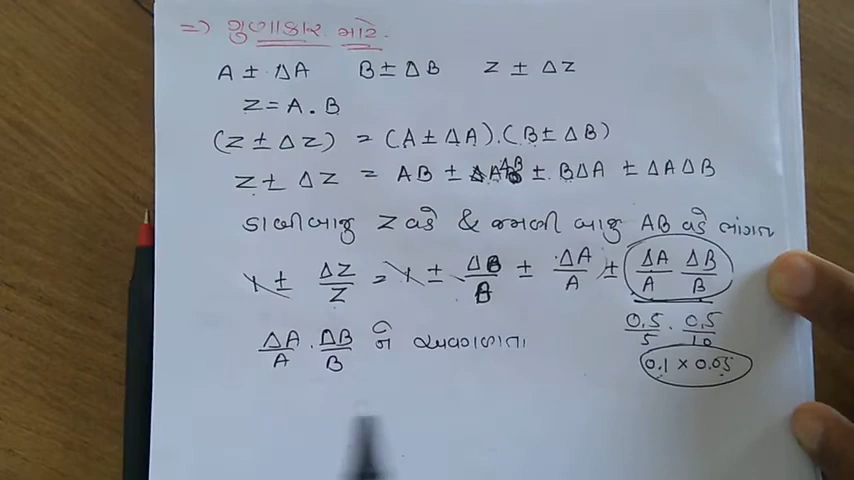 => ગુણાકાર માટે.
A ± ΔA B ± ΔB Z ± ΔZ
Z = A . B
(Z ± ΔZ) = (A ± ΔA) . (B ± ΔB)
Z ± ΔZ = AB ± AΔB ± BΔA ± ΔAΔB
ડાબીબાજુ Z વડે & જમણી બાજુ AB વડે ભાગતા
1 ± ΔZ/Z = 1 ± ΔB/B ± ΔA/A ± ΔA/A ΔB/B
ΔA/A . ΔB/B ને અવગણતા
0.5/5 . 0.5/10
0.1 × 0.05